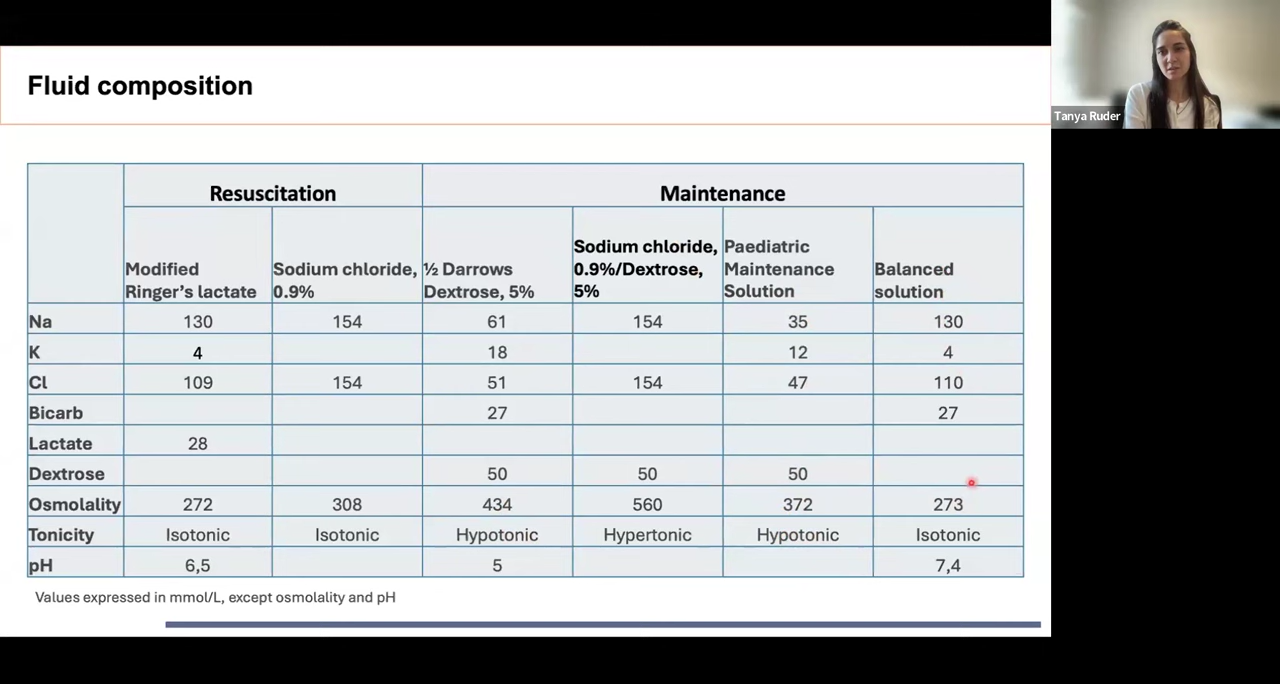 Fluid composition
Tanya Ruder
Resuscitation Maintenance
Modified Ringer's lactate Sodium chloride, 0.9% ½ Darrows Dextrose, 5% Sodium chloride, 0.9%/Dextrose, 5% Paediatric Maintenance Solution Balanced solution
Na 130 154 61 154 35 130
K 4 18 12 4
Cl 109 154 51 154 47 110
Bicarb 27 27
Lactate 28
Dextrose 50 50 50
Osmolality 272 308 434 560 372 273
Tonicity Isotonic Isotonic Hypotonic Hypertonic Hypotonic Isotonic
pH 6,5 5 7,4
Values expressed in mmol/L, except osmolality and pH